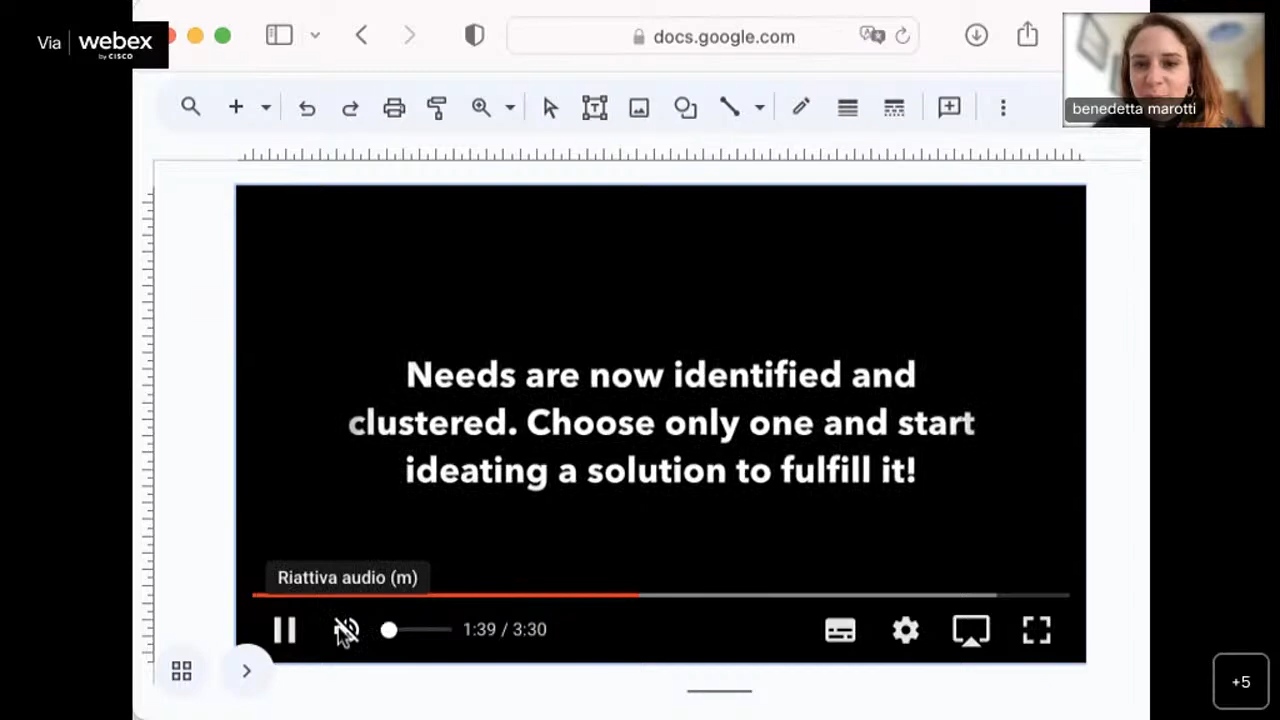 Via webex
by CISCO
docs.google.com
benedetta marotti
Needs are now identified and
clustered. Choose only one and start
ideating a solution to fulfill it!
Riattiva audio (m)
1:39 / 3:30
+5